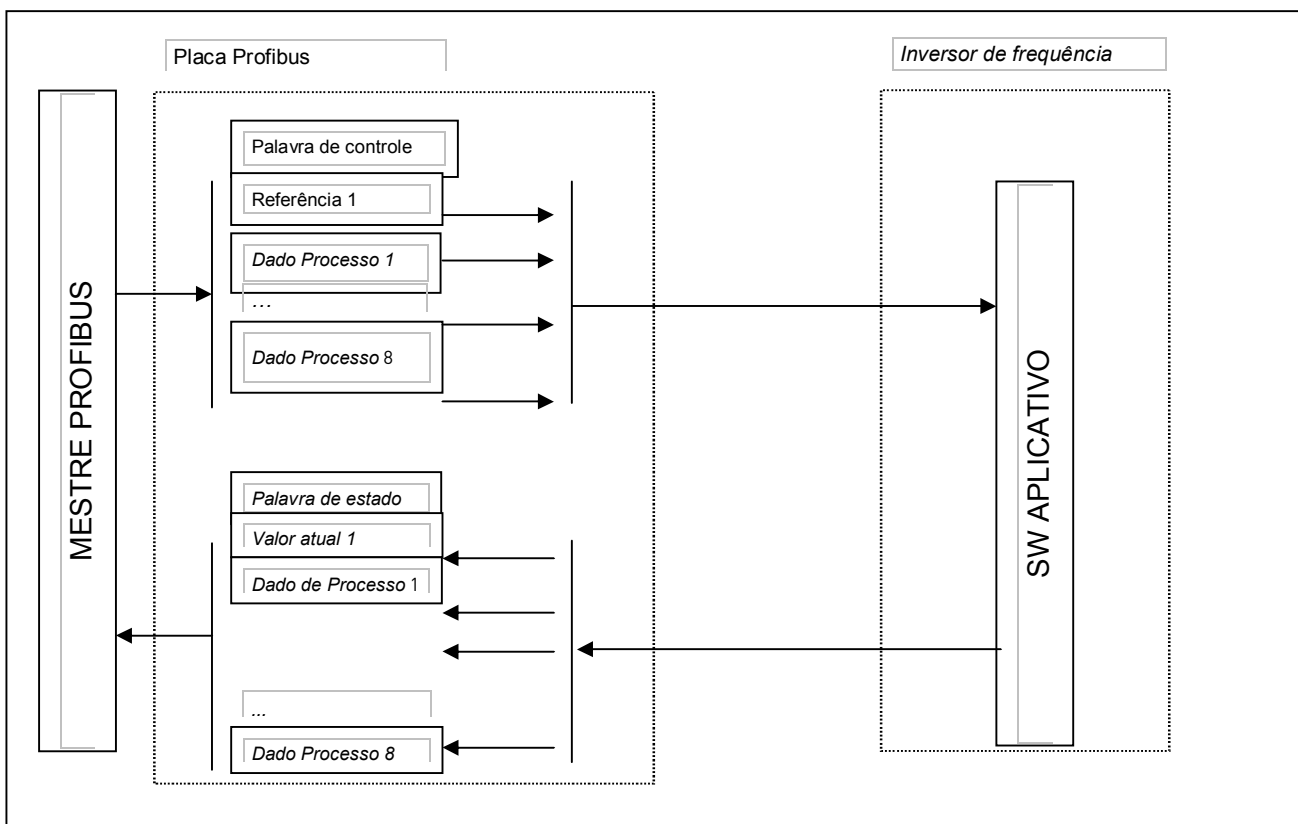 Placa Profibus
Inversor de frequência
MESTRE PROFIBUS
Palavra de controle
Referência 1
Dado Processo 1
...
Dado Processo 8
Palavra de estado
Valor atual 1
Dado de Processo 1
...
Dado Processo 8
SW APLICATIVO